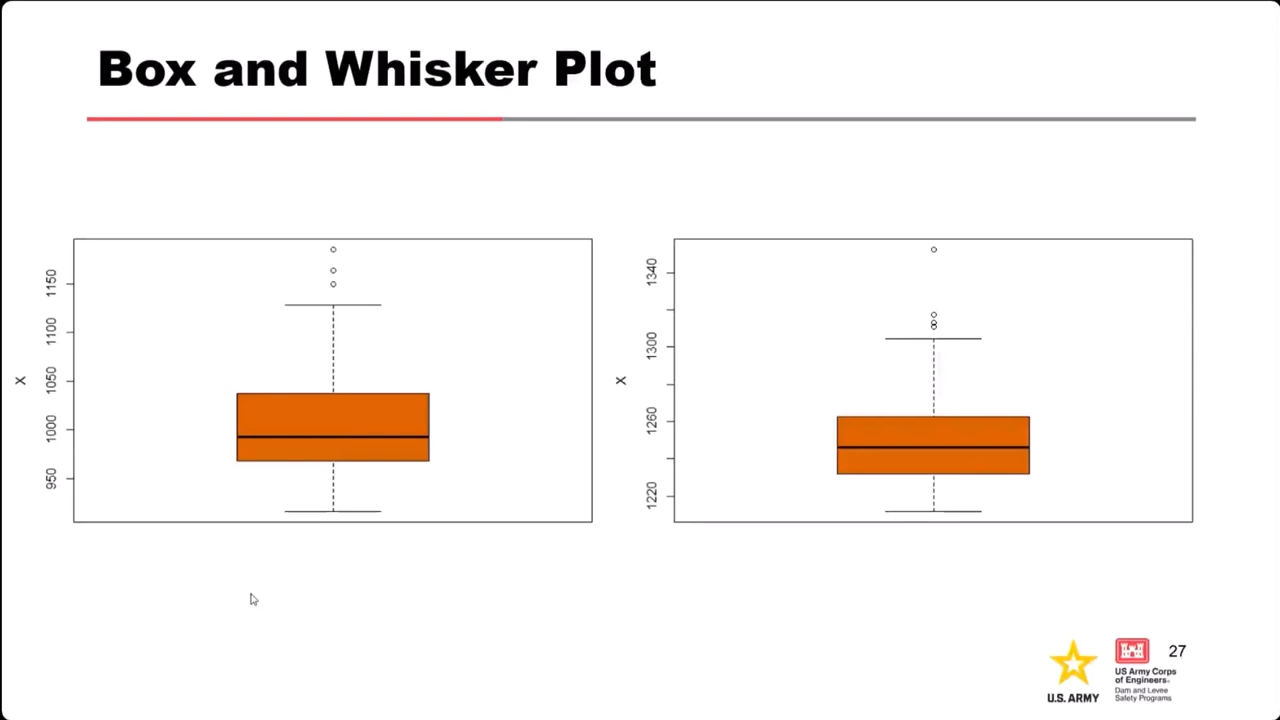 Box and Whisker Plot
X
1150
1100
1050
1000
950
X
1340
1300
1260
1220
U.S. ARMY
US Army Corps
of Engineers®
Dam and Levee
Safety Programs
27